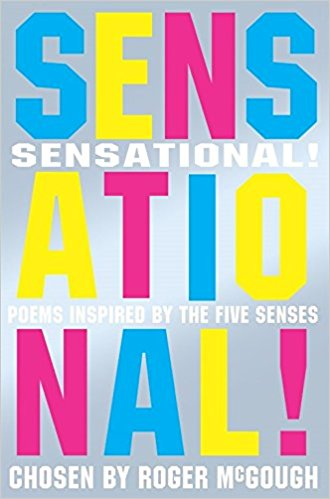 SENS
SENSATIONAL!
ATIO
POEMS INSPIRED BY THE FIVE SENSES
NAL!
CHOSEN BY ROGER McGOUGH